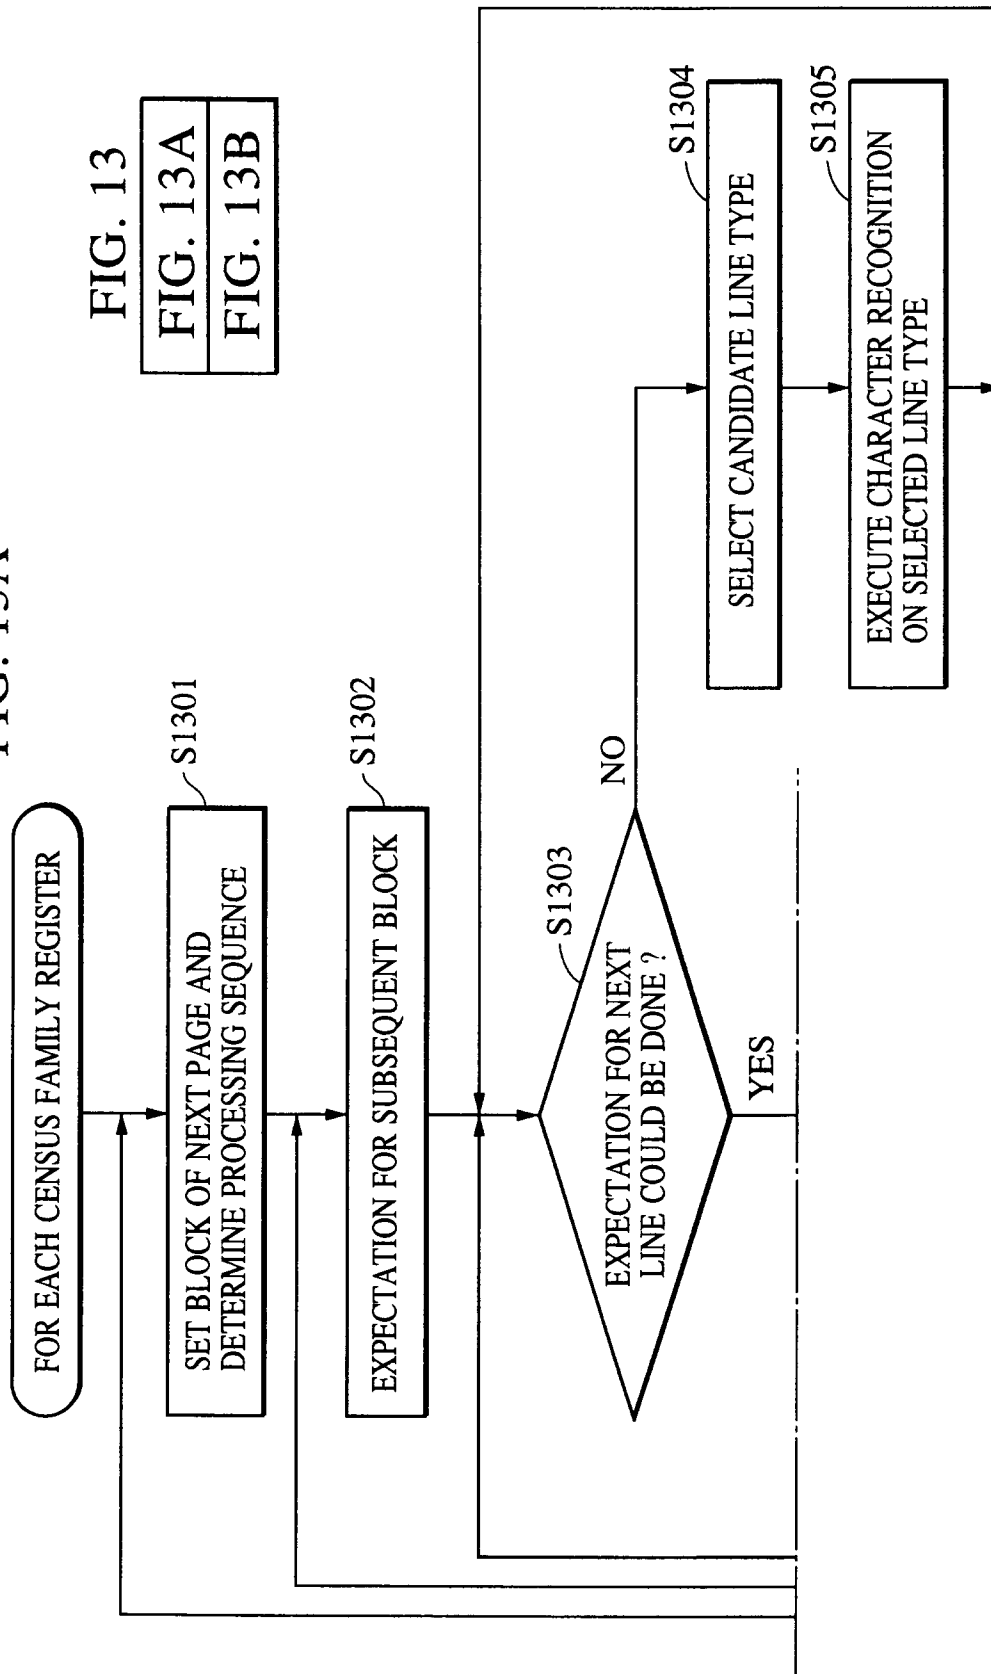 FIG. 13A
FIG. 13
FIG. 13A
FIG. 13B
FOR EACH CENSUS FAMILY REGISTER
S1301
SET BLOCK OF NEXT PAGE AND
DETERMINE PROCESSING SEQUENCE
S1302
EXPECTATION FOR SUBSEQUENT BLOCK
S1303
EXPECTATION FOR NEXT
LINE COULD BE DONE ?
NO
YES
S1304
SELECT CANDIDATE LINE TYPE
S1305
EXECUTE CHARACTER RECOGNITION
ON SELECTED LINE TYPE